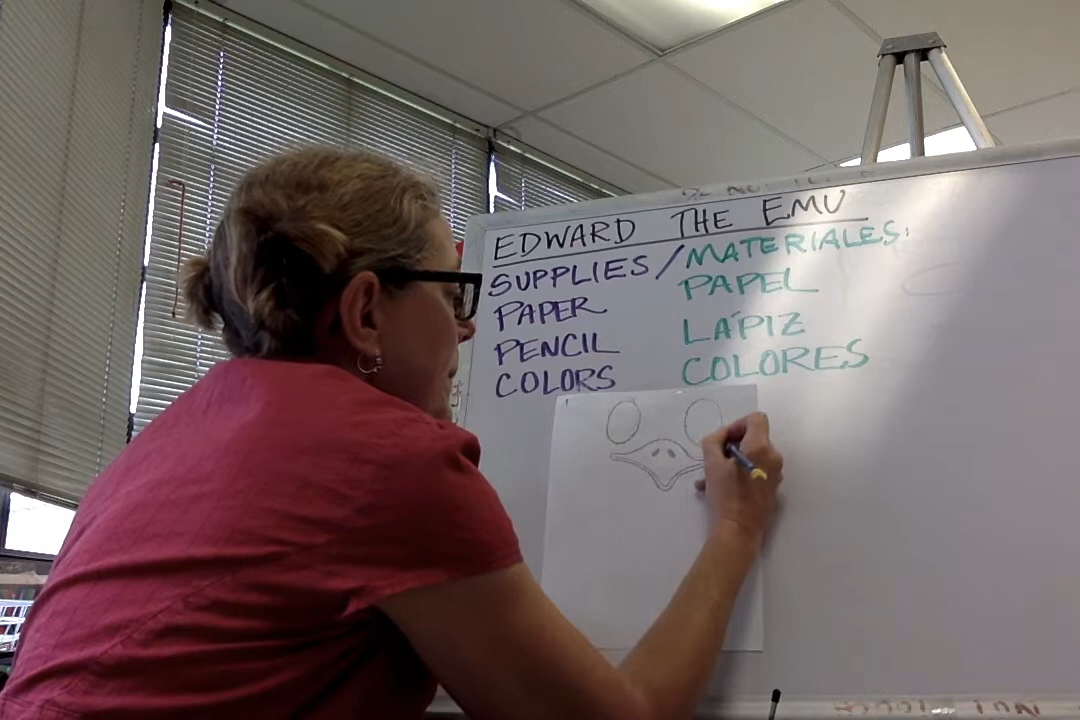 EDWARD THE EMU
SUPPLIES / MATERIALES:
PAPER PAPEL
PENCIL LÁPIZ
COLORS COLORES